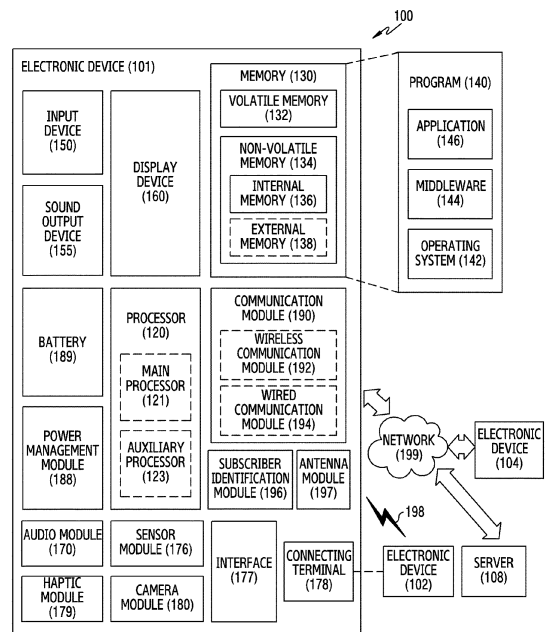 100
ELECTRONIC DEVICE (101)
INPUT
DEVICE
(150)
SOUND
OUTPUT
DEVICE
(155)
DISPLAY
DEVICE
(160)
MEMORY (130)
VOLATILE MEMORY
(132)
NON-VOLATILE
MEMORY (134)
INTERNAL
MEMORY (136)
EXTERNAL
MEMORY (138)
PROGRAM (140)
APPLICATION
(146)
MIDDLEWARE
(144)
OPERATING
SYSTEM (142)
BATTERY
(189)
POWER
MANAGEMENT
MODULE
(188)
PROCESSOR
(120)
MAIN
PROCESSOR
(121)
AUXILIARY
PROCESSOR
(123)
COMMUNICATION
MODULE (190)
WIRELESS
COMMUNICATION
MODULE (192)
WIRED
COMMUNICATION
MODULE (194)
SUBSCRIBER
IDENTIFICATION
MODULE (196)
ANTENNA
MODULE
(197)
NETWORK
(199)
ELECTRONIC
DEVICE (104)
198
AUDIO MODULE
(170)
SENSOR
MODULE (176)
INTERFACE
(177)
CONNECTING
TERMINAL
(178)
ELECTRONIC
DEVICE
(102)
SERVER
(108)
HAPTIC
MODULE
(179)
CAMERA
MODULE (180)